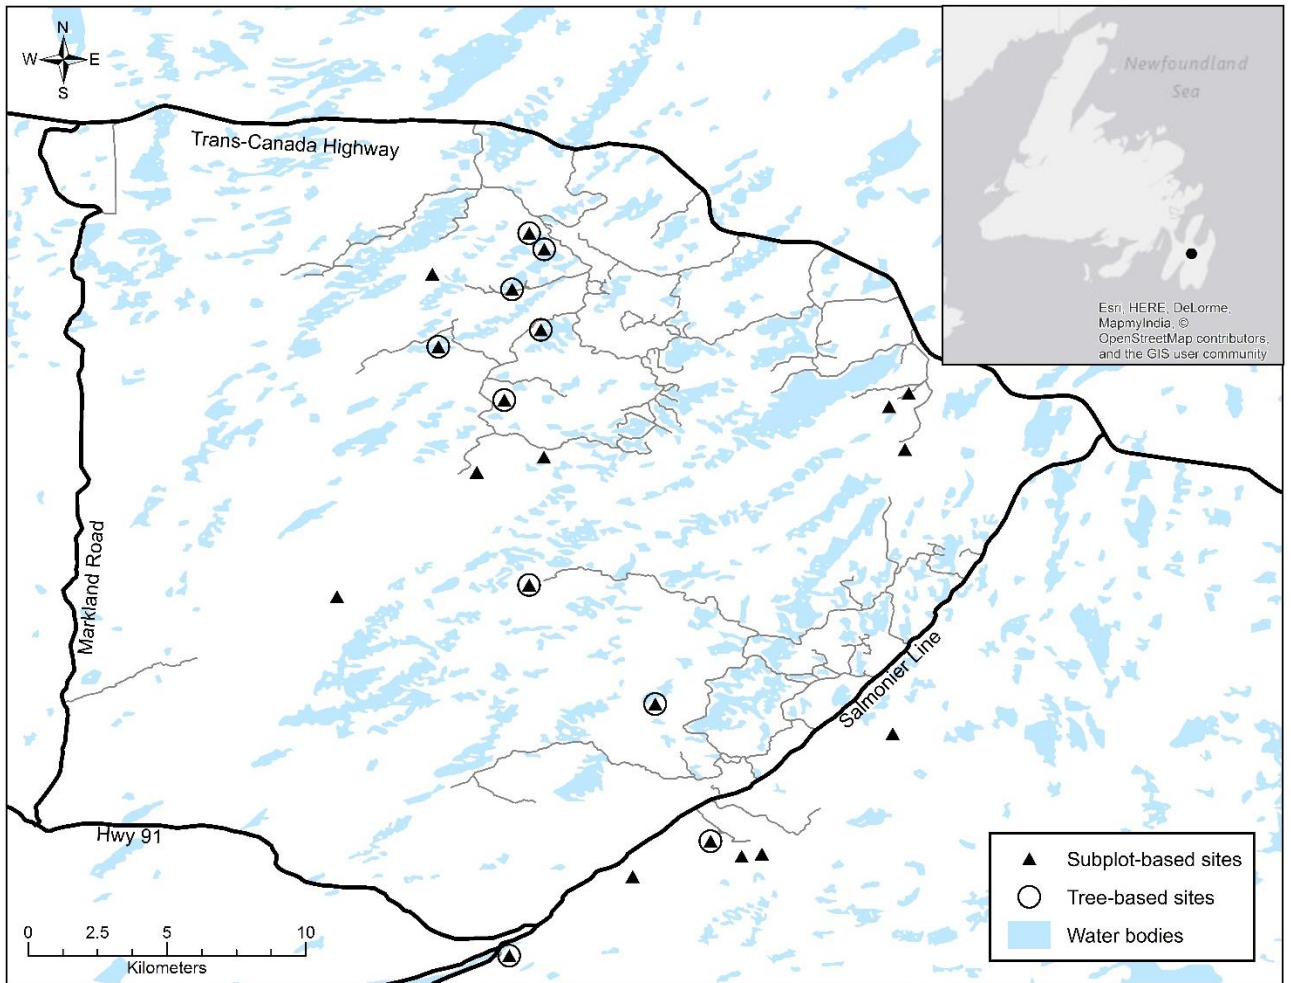 N
W E
S
Trans-Canada Highway
Newfoundland
Sea
Esri, HERE, DeLorme,
MapmyIndia, ©
OpenStreetMap contributors,
and the GIS user community
Markland Road
Salmonier Line
Hwy 91
0 2.5 5 10
Kilometers
Subplot-based sites
Tree-based sites
Water bodies